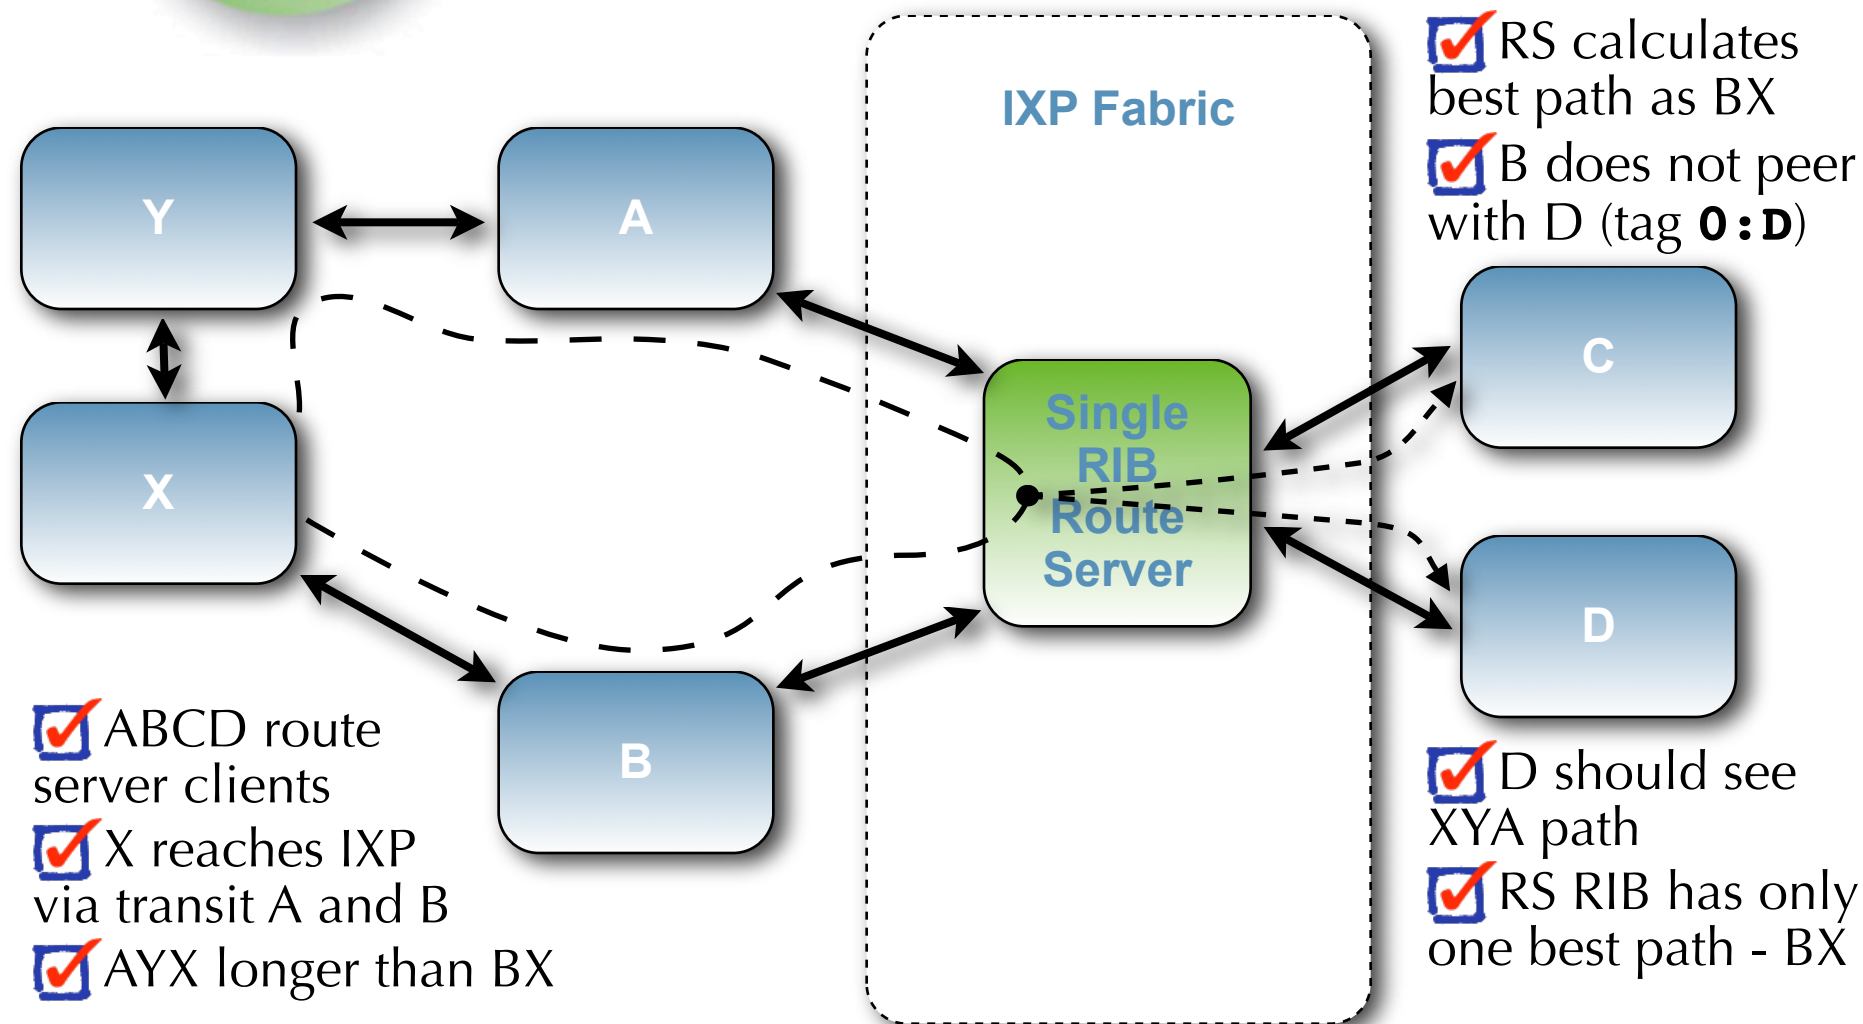 IXP Fabric
Y
A
X
B
Single
RIB
Route
Server
C
D
RS calculates
best path as BX
B does not peer
with D (tag 0:D)
ABCD route
server clients
X reaches IXP
via transit A and B
AYX longer than BX
D should see
XYA path
RS RIB has only
one best path - BX